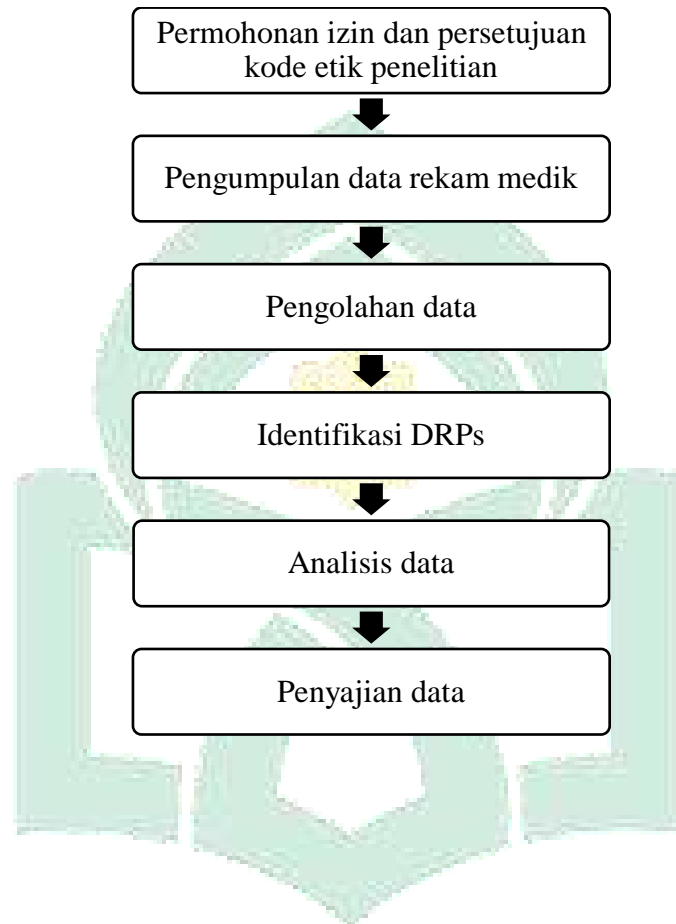 Permohonan izin dan persetujuan
kode etik penelitian
Pengumpulan data rekam medik
Pengolahan data
Identifikasi DRPs
Analisis data
Penyajian data